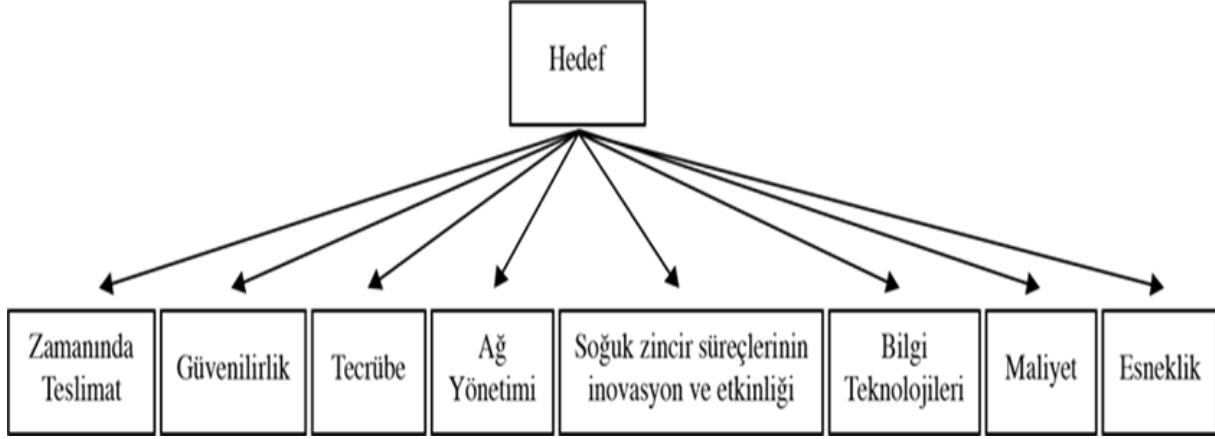 Hedef
Zamanında
Teslimat
Güvenilirlik
Tecrübe
Ağ
Yönetimi
Soğuk zincir süreçlerinin
inovasyon ve etkinliği
Bilgi
Teknolojileri
Maliyet
Esneklik